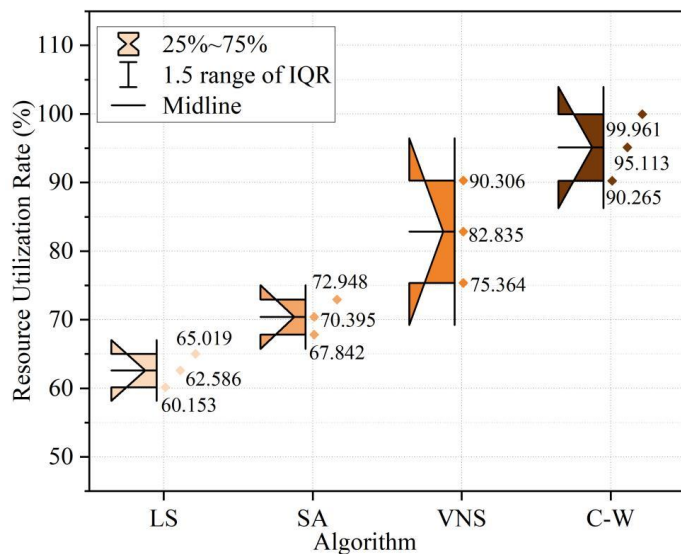 25%~75%
1.5 range of IQR
Midline
Resource Utilization Rate (%)
110
100
90
80
70
60
50
65.019
62.586
60.153
72.948
70.395
67.842
90.306
82.835
75.364
99.961
95.113
90.265
LS
SA
VNS
C-W
Algorithm